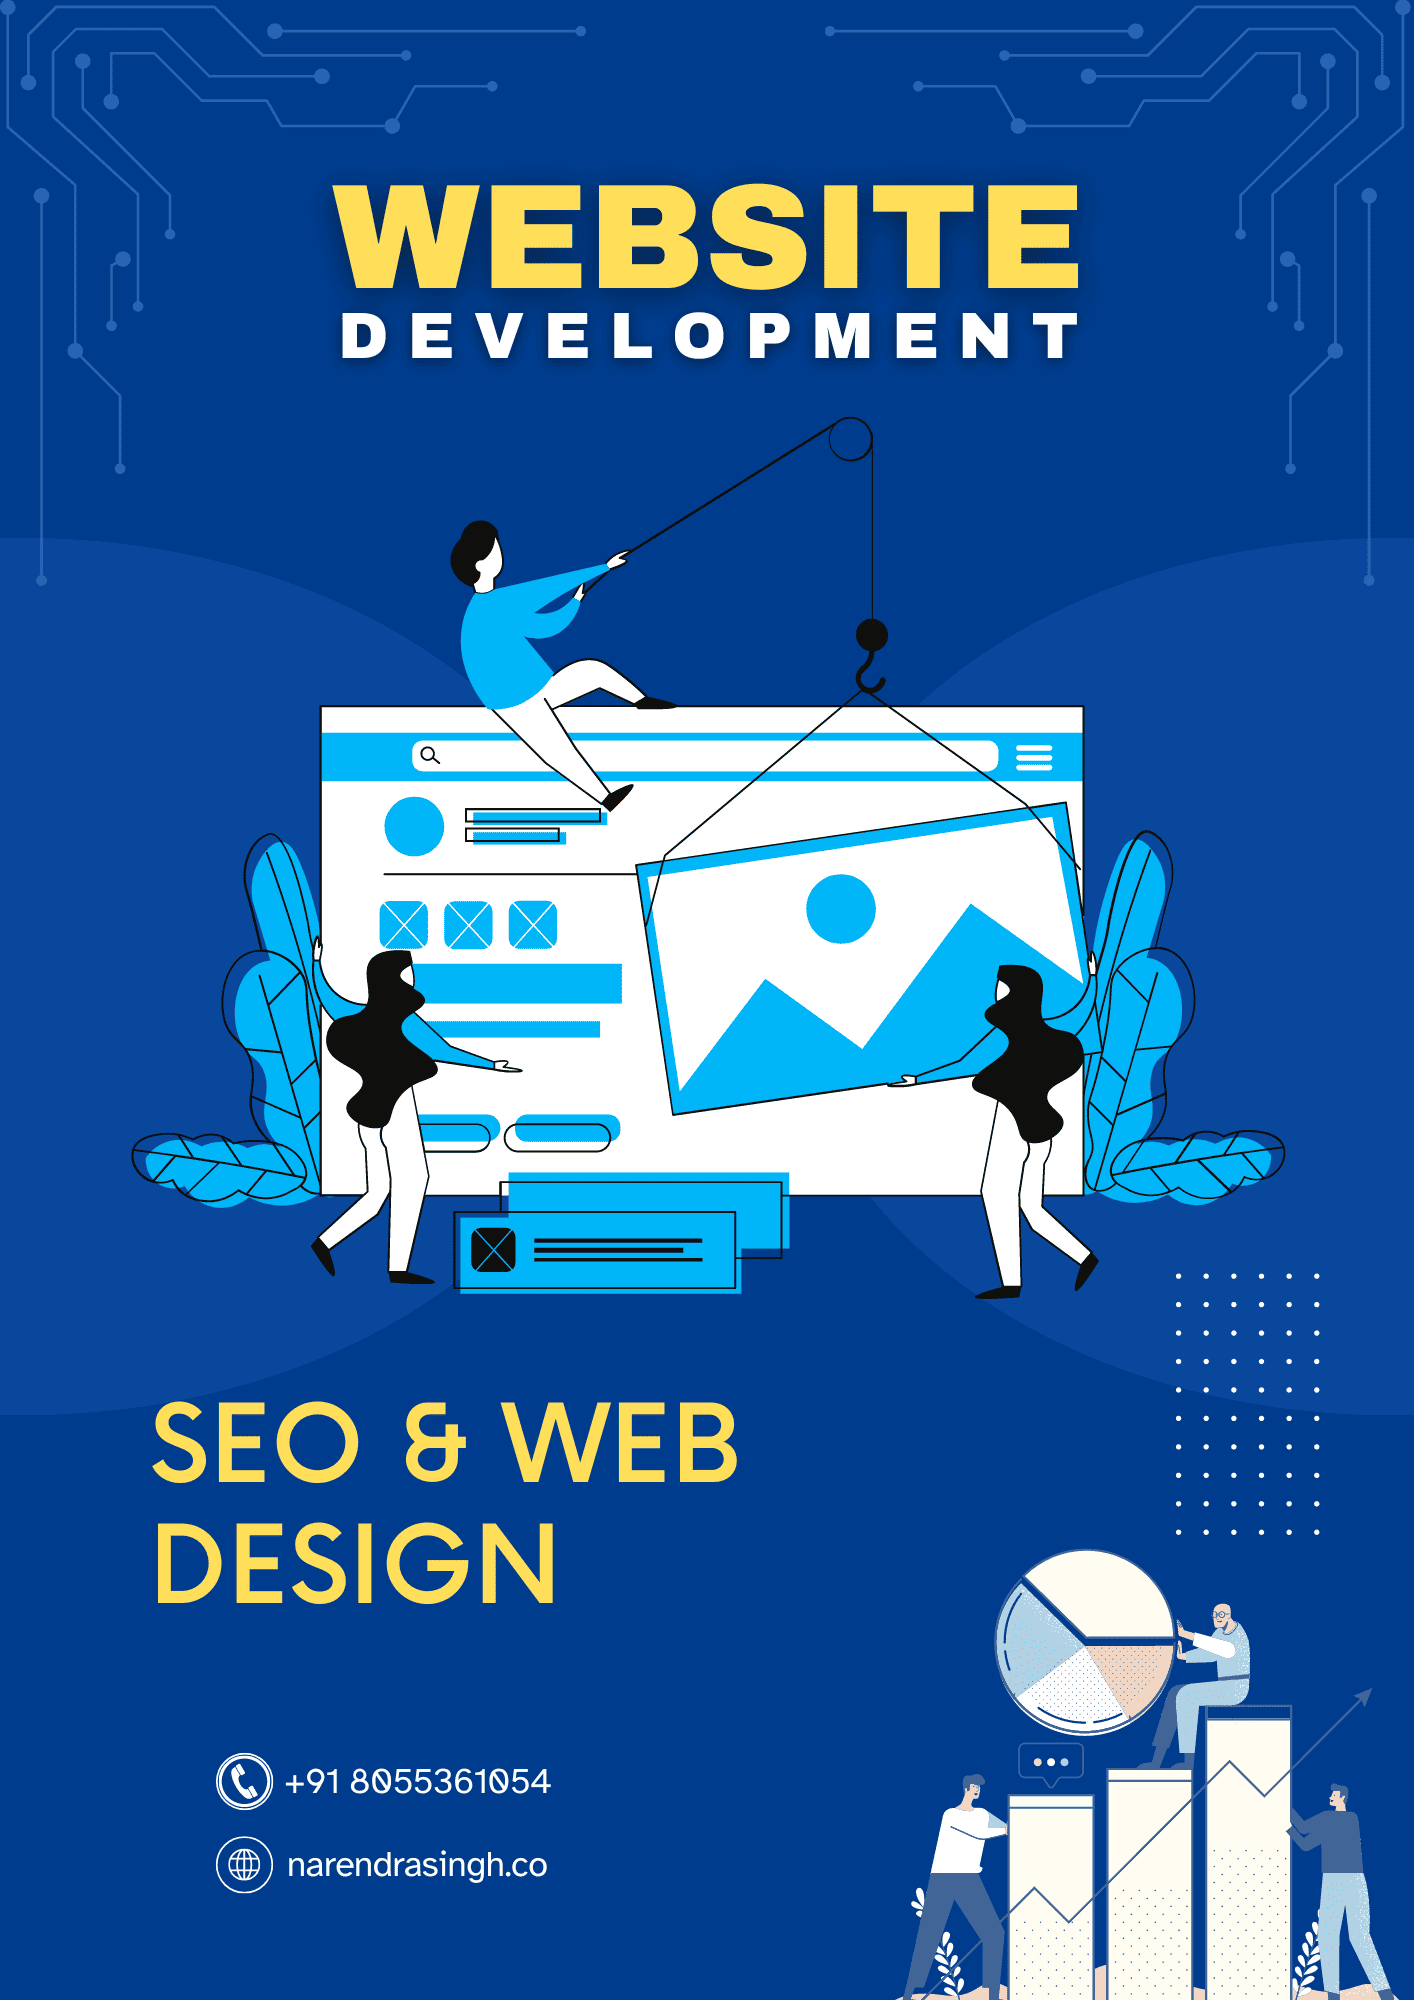 WEBSITE
DEVELOPMENT
SEO & WEB
DESIGN
+91 8055361054
narendrasingh.co